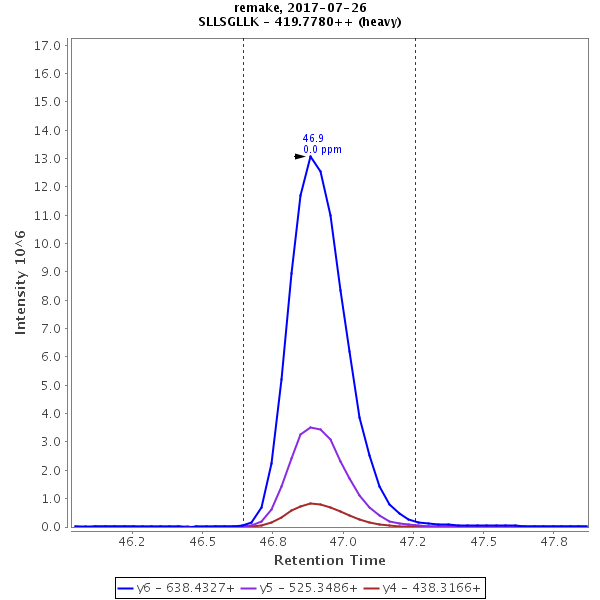 remake, 2017-07-26
SLLSGLLK - 419.7780++ (heavy)
17.0
16.0
15.0
14.0
13.0
12.0
11.0
10.0
9.0
8.0
7.0
6.0
5.0
4.0
3.0
2.0
1.0
0.0
Intensity 10^6
46.9
0.0 ppm
46.2 46.5 46.8 47.0 47.2 47.5 47.8
Retention Time
y6 - 638.4327+ y5 - 525.3486+ y4 - 438.3166+